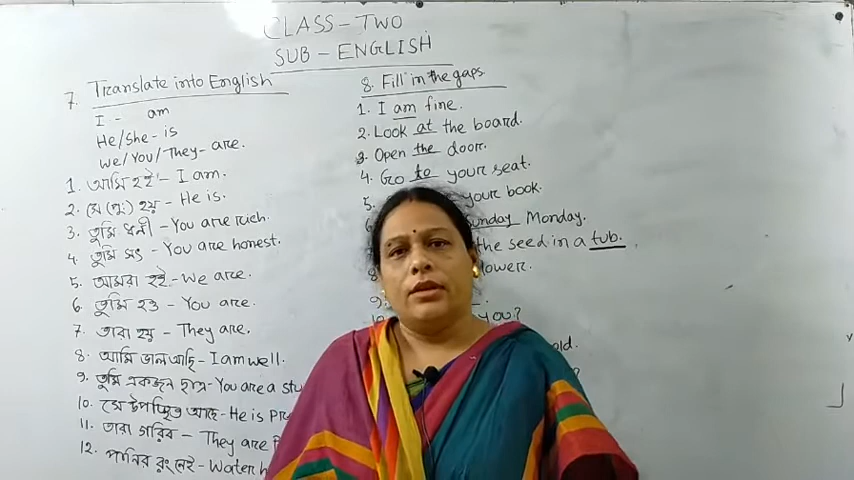 CLASS - TWO
SUB - ENGLISH
7. Translate into English
I - am
He/She - is
We/You/They - are.
1. আমি হই - I am.
2. সে (পুং) হয় - He is.
3. তুমি ধনী - You are rich.
4. তুমি সৎ - You are honest.
5. আমরা হই - We are.
6. তুমি হও - You are.
7. তারা হয় - They are.
8. আমি ভাল আছি - I am well.
9. তুমি একজন ছাত্র - You are a stu
10. সে উপস্থিত আছে - He is Pre
11. তারা গরিব - They are
12. পানির রং নেই - Water h
8. Fill in the gaps.
1. I am fine.
2. Look at the board.
3. Open the door.
4. Go to your seat.
5. your book.
unday Monday.
the seed in a tub.
lower.
9.
10. you?
old.